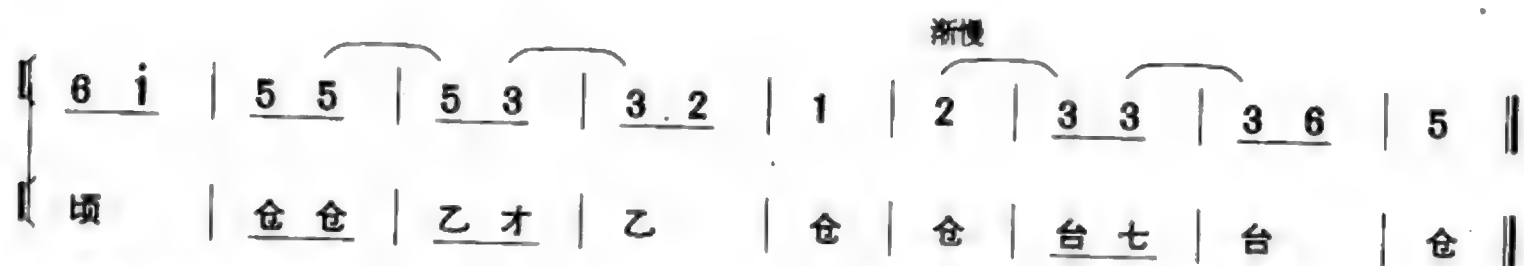 渐慢
6 i | 5 5 | 5 3 | 3. 2 | 1 | 2 | 3 3 | 3 6 | 5 ‖
顷 | 仓 仓 | 乙 才 | 乙 | 仓 | 仓 | 台 七 | 台 | 仓 ‖